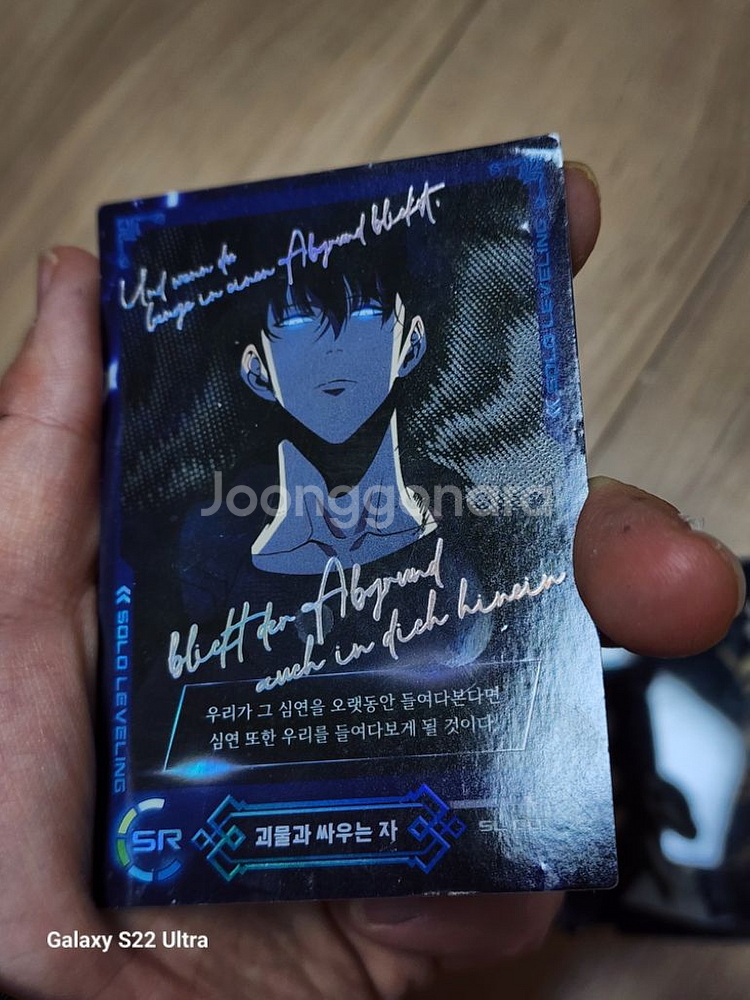 Und wenn du
lange in einen Abgrund blickst,
SOLO LEVELING
Joonggonara
blickt der Abgrund
auch in dich hinein
.
우리가 그 심연을 오랫동안 들여다본다면
심연 또한 우리를 들여다보게 될 것이다
SOLO LEVELING
SR
괴물과 싸우는 자
Galaxy S22 Ultra